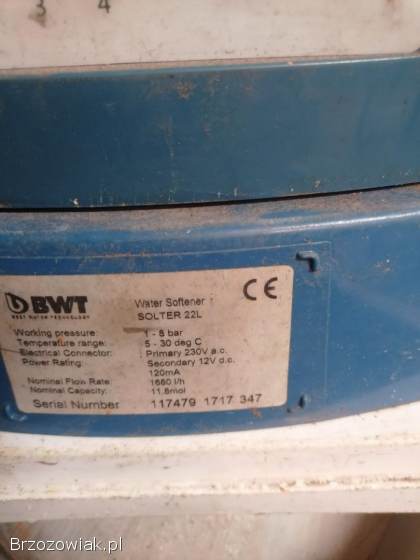 3 4
BWT
BEST WATER TECHNOLOGY
Water Softener
SOLTER 22L
CE
Working pressure: 1 - 8 bar
Temperature range: 5 - 30 deg C
Electrical Connector: Primary 230V a.c.
Power Rating: Secondary 12V d.c.
120mA
Nominal Flow Rate: 1660 l/h
Nominal Capacity: 11.6mol
Serial Number 117479 1717 347
Brzozowiak.pl